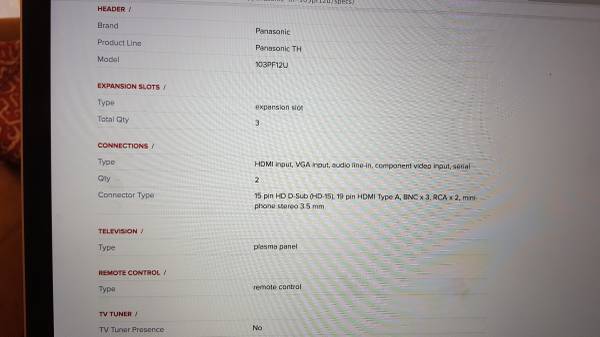 HEADER /
Brand Panasonic
Product Line Panasonic TH
Model 103PF12U
EXPANSION SLOTS /
Type expansion slot
Total Qty 3
CONNECTIONS /
Type HDMI input, VGA input, audio line-in, component video input, serial
Qty 2
Connector Type 15 pin HD D-Sub (HD-15), 19 pin HDMI Type A, BNC x 3, RCA x 2, mini-
phone stereo 3.5 mm
TELEVISION /
Type plasma panel
REMOTE CONTROL /
Type remote control
TV TUNER /
TV Tuner Presence No